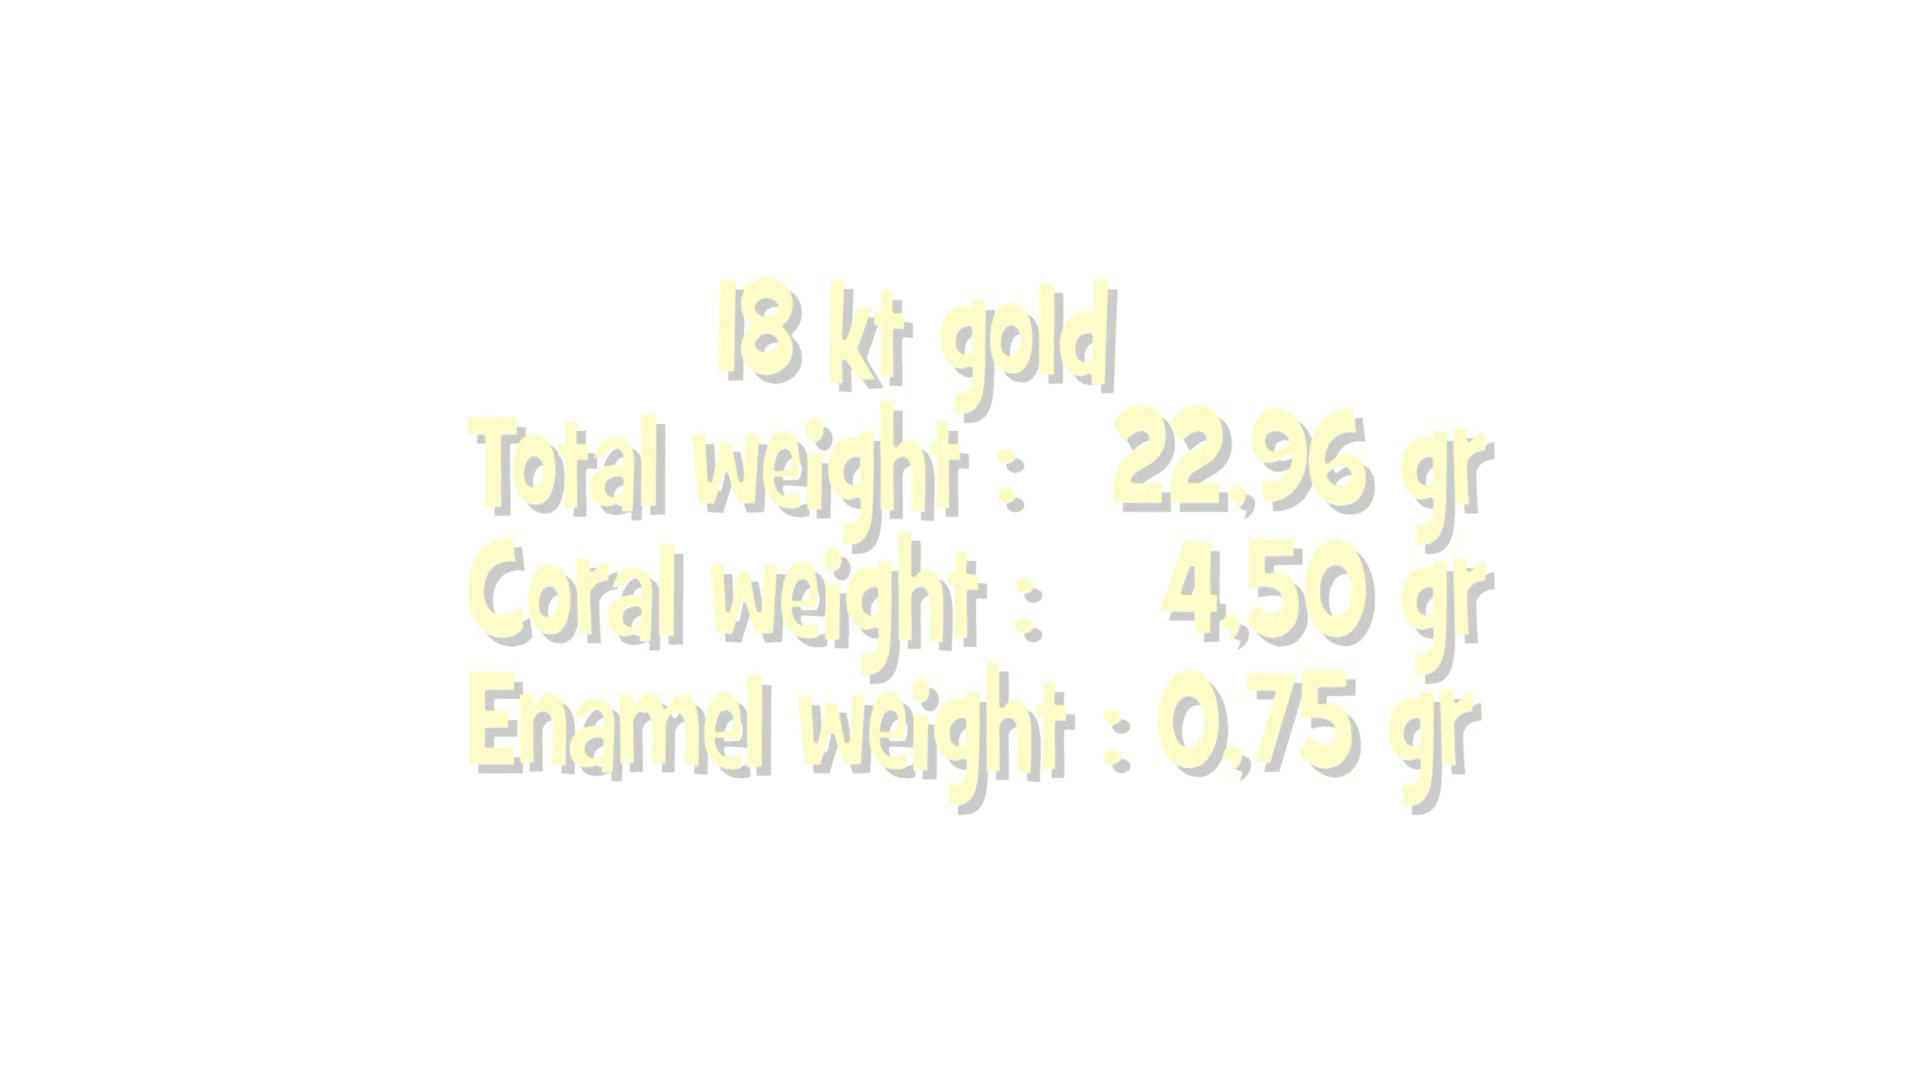 18 kt gold
Total weight : 22,96 gr
Coral weight : 4,50 gr
Enamel weight : 0,75 gr